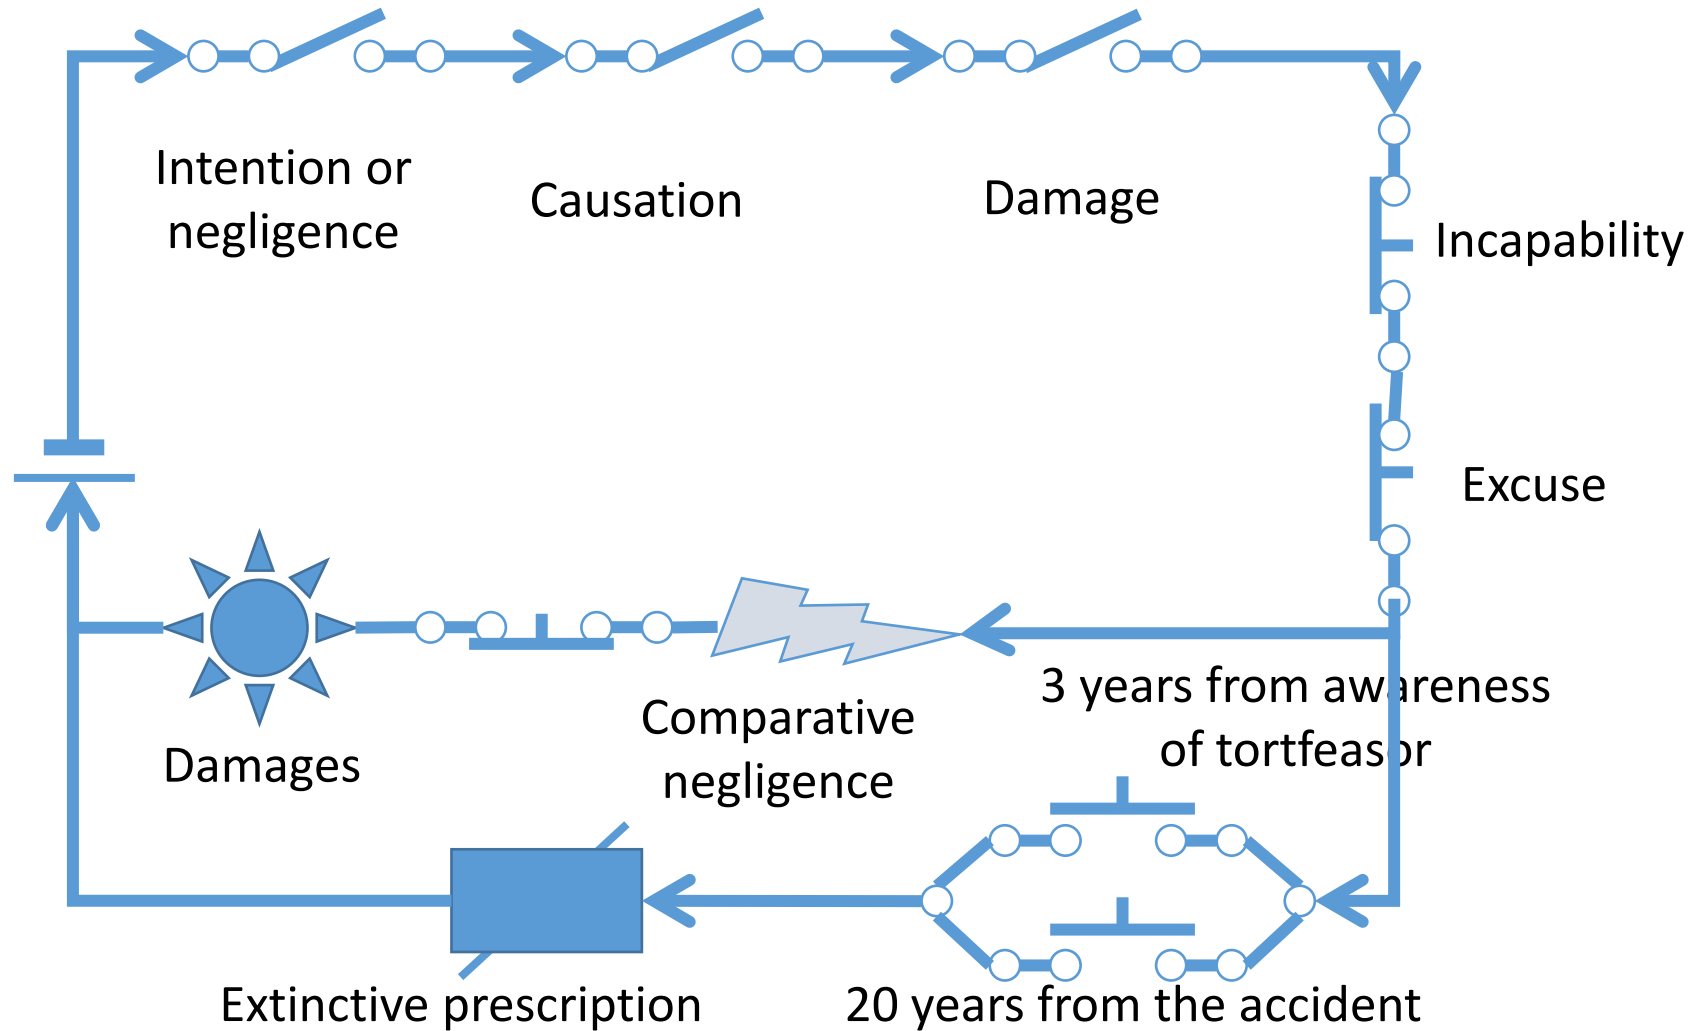 Intention or
negligence
Causation
Damage
Incapability
Excuse
3 years from awareness
of tortfeasor
Comparative
negligence
Damages
Extinctive prescription
20 years from the accident